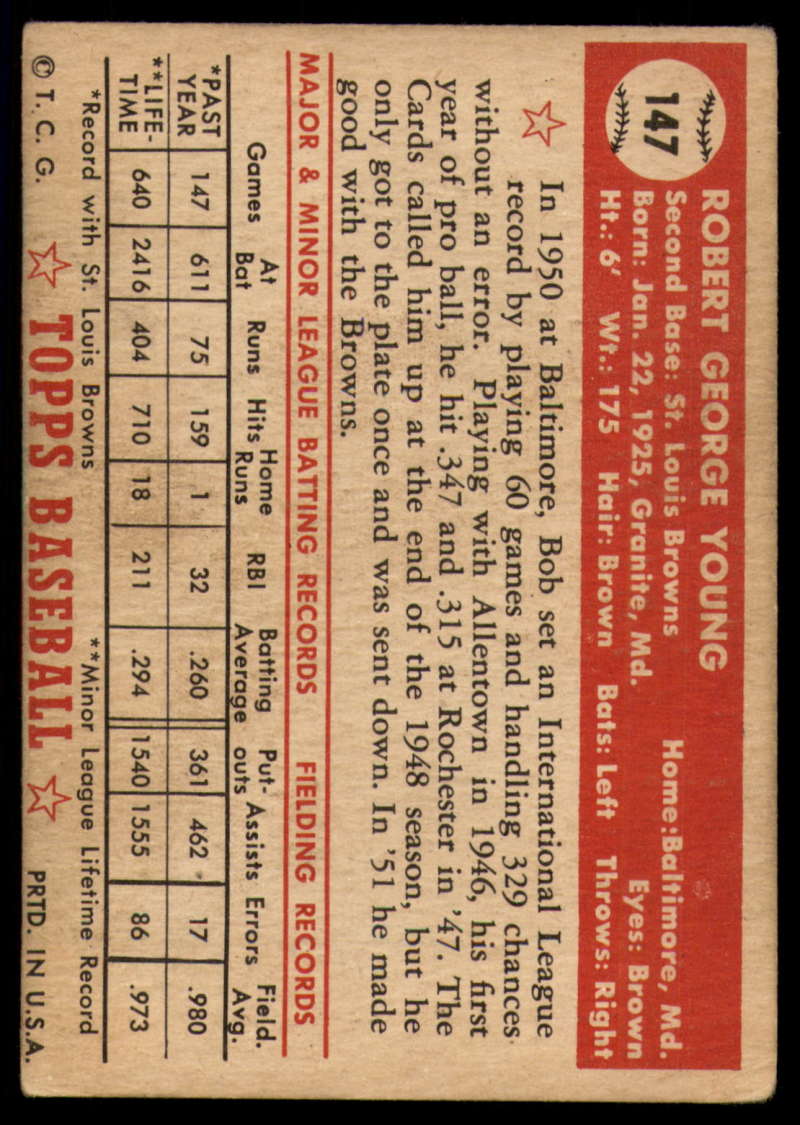 147
ROBERT GEORGE YOUNG
Second Base: St. Louis Browns Home: Baltimore, Md.
Born: Jan. 22, 1925, Granite, Md. Eyes: Brown
Ht.: 6' Wt.: 175 Hair: Brown Bats: Left Throws: Right
In 1950 at Baltimore, Bob set an International League
record by playing 60 games and handling 329 chances
without an error. Playing with Allentown in 1946, his first
year of pro ball, he hit .347 and .315 at Rochester in '47. The
Cards called him up at the end of the 1948 season, but he
only got to the plate once and was sent down. In '51 he made
good with the Browns.
MAJOR & MINOR LEAGUE BATTING RECORDS FIELDING RECORDS
Games At Bat Runs Hits Home Runs RBI Batting Average Put-outs Assists Errors Field. Avg.
*PAST YEAR 147 611 75 159 1 32 .260 361 462 17 .980
**LIFE-TIME 640 2416 404 710 18 211 .294 1540 1555 86 .973
*Record with St. Louis Browns **Minor League Lifetime Record
© T. C. G. TOPPS BASEBALL PRTD. IN U.S.A.